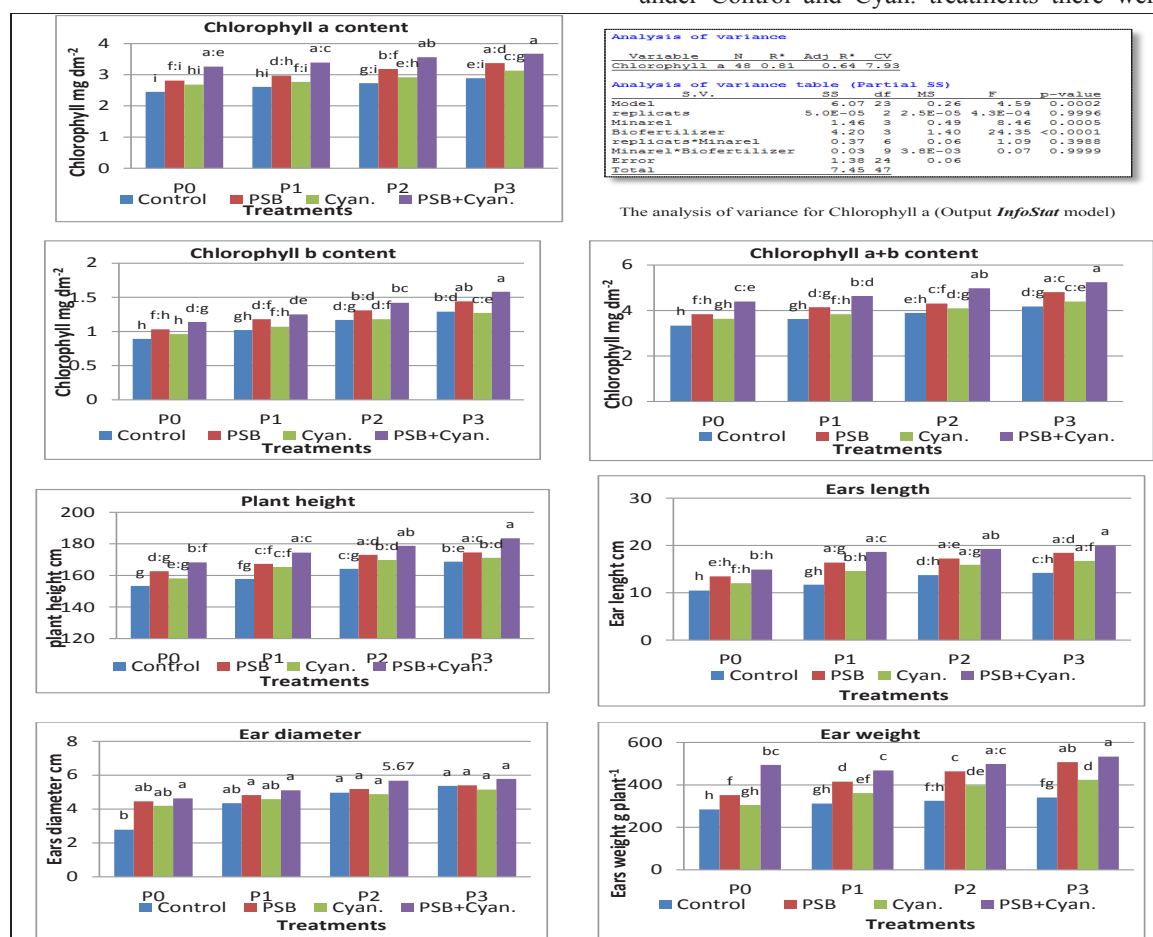 under Control and Cyan. treatments there wer
Chlorophyll a content
Chlorophyll mg dm-2
4
3
2
1
0
i f:i hi a:e
hi d:h f:i a:c
g:i b:f e:h ab
e:i a:d c:g a
P0 P1 P2 P3
Control PSB Cyan. PSB+Cyan.
Treatments
Analysis of variance
Variable N R² Adj R² CV
Chlorophyll a 48 0.81 0.64 7.93
Analysis of variance table (Partial SS)
S.V. SS df MS F p-value
Model 6.07 23 0.26 4.59 0.0002
replicats 5.0E-05 2 2.5E-05 4.3E-04 0.9996
Minarel 1.46 3 0.49 8.46 0.0005
Biofertilizer 4.20 3 1.40 24.35 <0.0001
replicats*Minarel 0.37 6 0.06 1.09 0.3988
Minarel*Biofertilizer 0.03 9 3.8E-03 0.07 0.9999
Error 1.38 24 0.06
Total 7.45 47
The analysis of variance for Chlorophyll a (Output InfoStat model)
Chlorophyll b content
Chlorophyll mg dm-2
2
1.5
1
0.5
0
h f:h h d:g
gh d:f f:h de
d:g b:d d:f bc
b:d ab c:e a
P0 P1 P2 P3
Control PSB Cyan. PSB+Cyan.
Treatments
Chlorophyll a+b content
Chlorophyll mg dm-2
6
4
2
0
h f:h gh c:e
gh d:g f:h b:d
e:h c:f d:g ab
d:g a:c c:e a
P0 P1 P2 P3
Control PSB Cyan. PSB+Cyan.
Treatments
Plant height
plant height cm
200
180
160
140
120
g d:g e:g b:f
fg c:f c:f a:c
c:g a:d b:d ab
b:e a:c b:d a
P0 P1 P2 P3
Control PSB Cyan. PSB+Cyan.
Treatments
Ears length
Ear lenght cm
30
20
10
0
h e:h f:h b:h
gh a:g b:h a:c
d:h a:e a:g ab
c:h a:d a:f a
P0 P1 P2 P3
Control PSB Cyan. PSB+Cyan.
Treatments
Ear diameter
Ears diameter cm
8
6
4
2
0
b ab ab a
ab a ab a
a a a 5.67
a a a a
P0 P1 P2 P3
Control PSB Cyan. PSB+Cyan.
Treatments
Ear weight
Ears weight g plant-1
600
400
200
0
h f gh bc
gh d ef c
f:h c de a:c
fg ab d a
P0 P1 P2 P3
Control PSB Cyan. PSB+Cyan.
Treatments